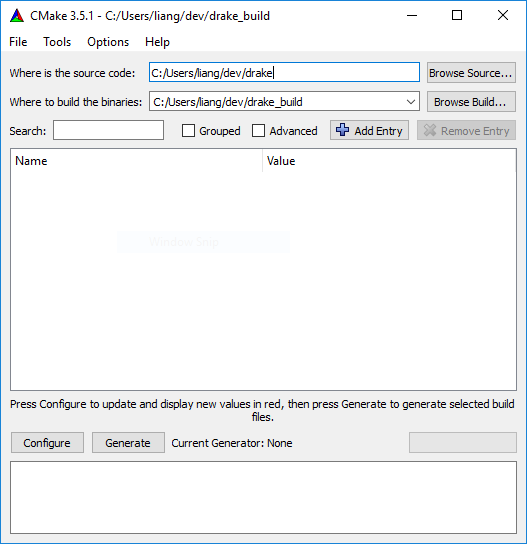 CMake 3.5.1 - C:/Users/liang/dev/drake_build
File Tools Options Help
Where is the source code: C:/Users/liang/dev/drake Browse Source...
Where to build the binaries: C:/Users/liang/dev/drake_build Browse Build...
Search: Grouped Advanced Add Entry Remove Entry
Name Value
Window Snip
Press Configure to update and display new values in red, then press Generate to generate selected build
files.
Configure Generate Current Generator: None